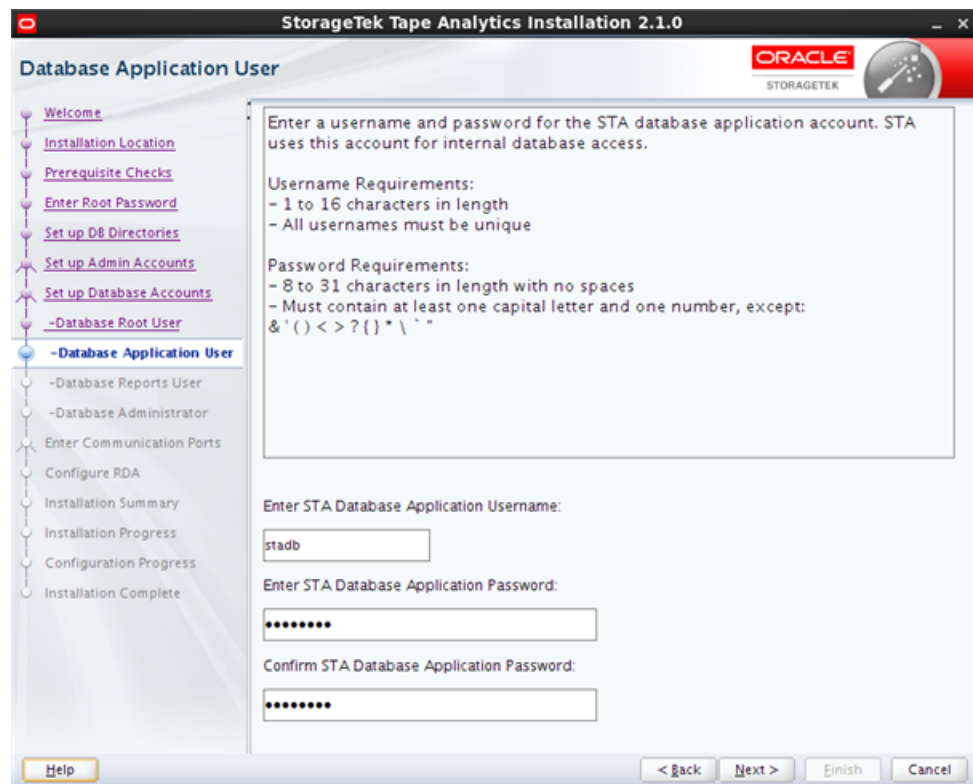 StorageTek Tape Analytics Installation 2.1.0
Database Application User
ORACLE
STORAGETEK
Welcome
Installation Location
Prerequisite Checks
Enter Root Password
Set up DB Directories
Set up Admin Accounts
Set up Database Accounts
-Database Root User
-Database Application User
-Database Reports User
-Database Administrator
Enter Communication Ports
Configure RDA
Installation Summary
Installation Progress
Configuration Progress
Installation Complete
Enter a username and password for the STA database application account. STA
uses this account for internal database access.
Username Requirements:
- 1 to 16 characters in length
- All usernames must be unique
Password Requirements:
- 8 to 31 characters in length with no spaces
- Must contain at least one capital letter and one number, except:
& ' ( ) < > ? { } * \ ` "
Enter STA Database Application Username:
stadb
Enter STA Database Application Password:
••••••••
Confirm STA Database Application Password:
••••••••
Help
< Back
Next >
Finish
Cancel